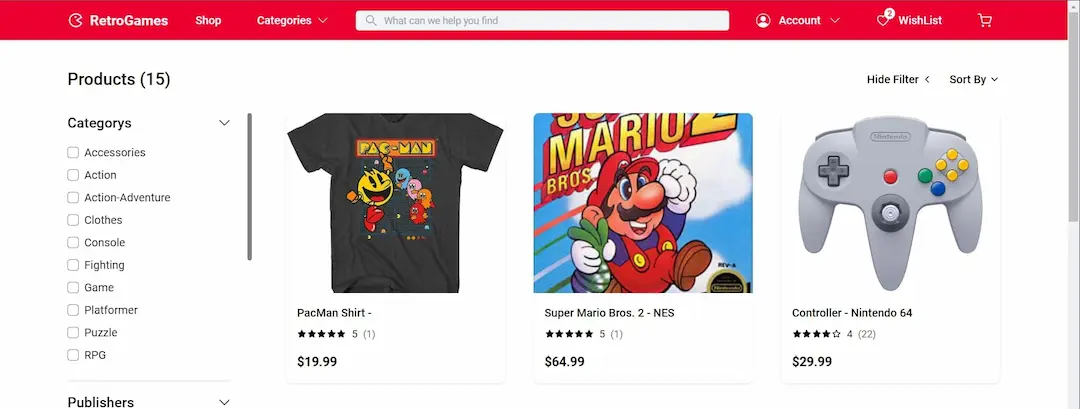 RetroGames
Shop
Categories
What can we help you find
Account
2
WishList
Products (15)
Hide Filter
Sort By
Categorys
Accessories
Action
Action-Adventure
Clothes
Console
Fighting
Game
Platformer
Puzzle
RPG
Publishers
PAC-MAN
PacMan Shirt -
5 (1)
$19.99
SUPER
MARIO 2
BROS.
REV-A
Nintendo
Super Mario Bros. 2 - NES
5 (1)
$64.99
Nintendo
Controller - Nintendo 64
4 (22)
$29.99